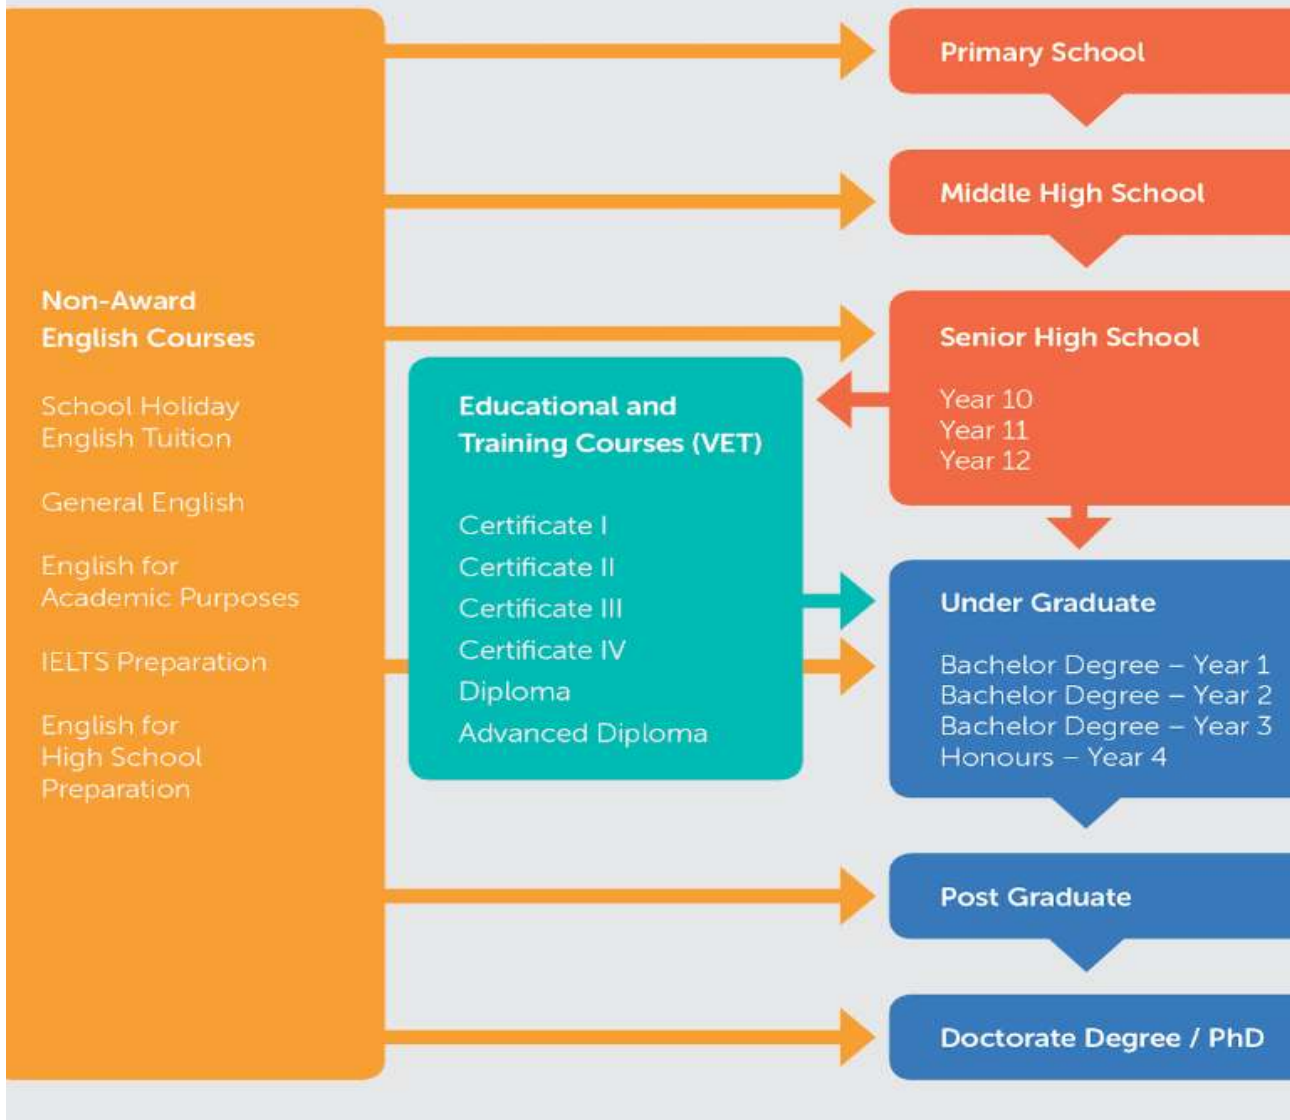 Non-Award
English Courses
School Holiday
English Tuition
General English
English for
Academic Purposes
IELTS Preparation
English for
High School
Preparation
Educational and
Training Courses (VET)
Certificate I
Certificate II
Certificate III
Certificate IV
Diploma
Advanced Diploma
Primary School
Middle High School
Senior High School
Year 10
Year 11
Year 12
Under Graduate
Bachelor Degree – Year 1
Bachelor Degree – Year 2
Bachelor Degree – Year 3
Honours – Year 4
Post Graduate
Doctorate Degree / PhD